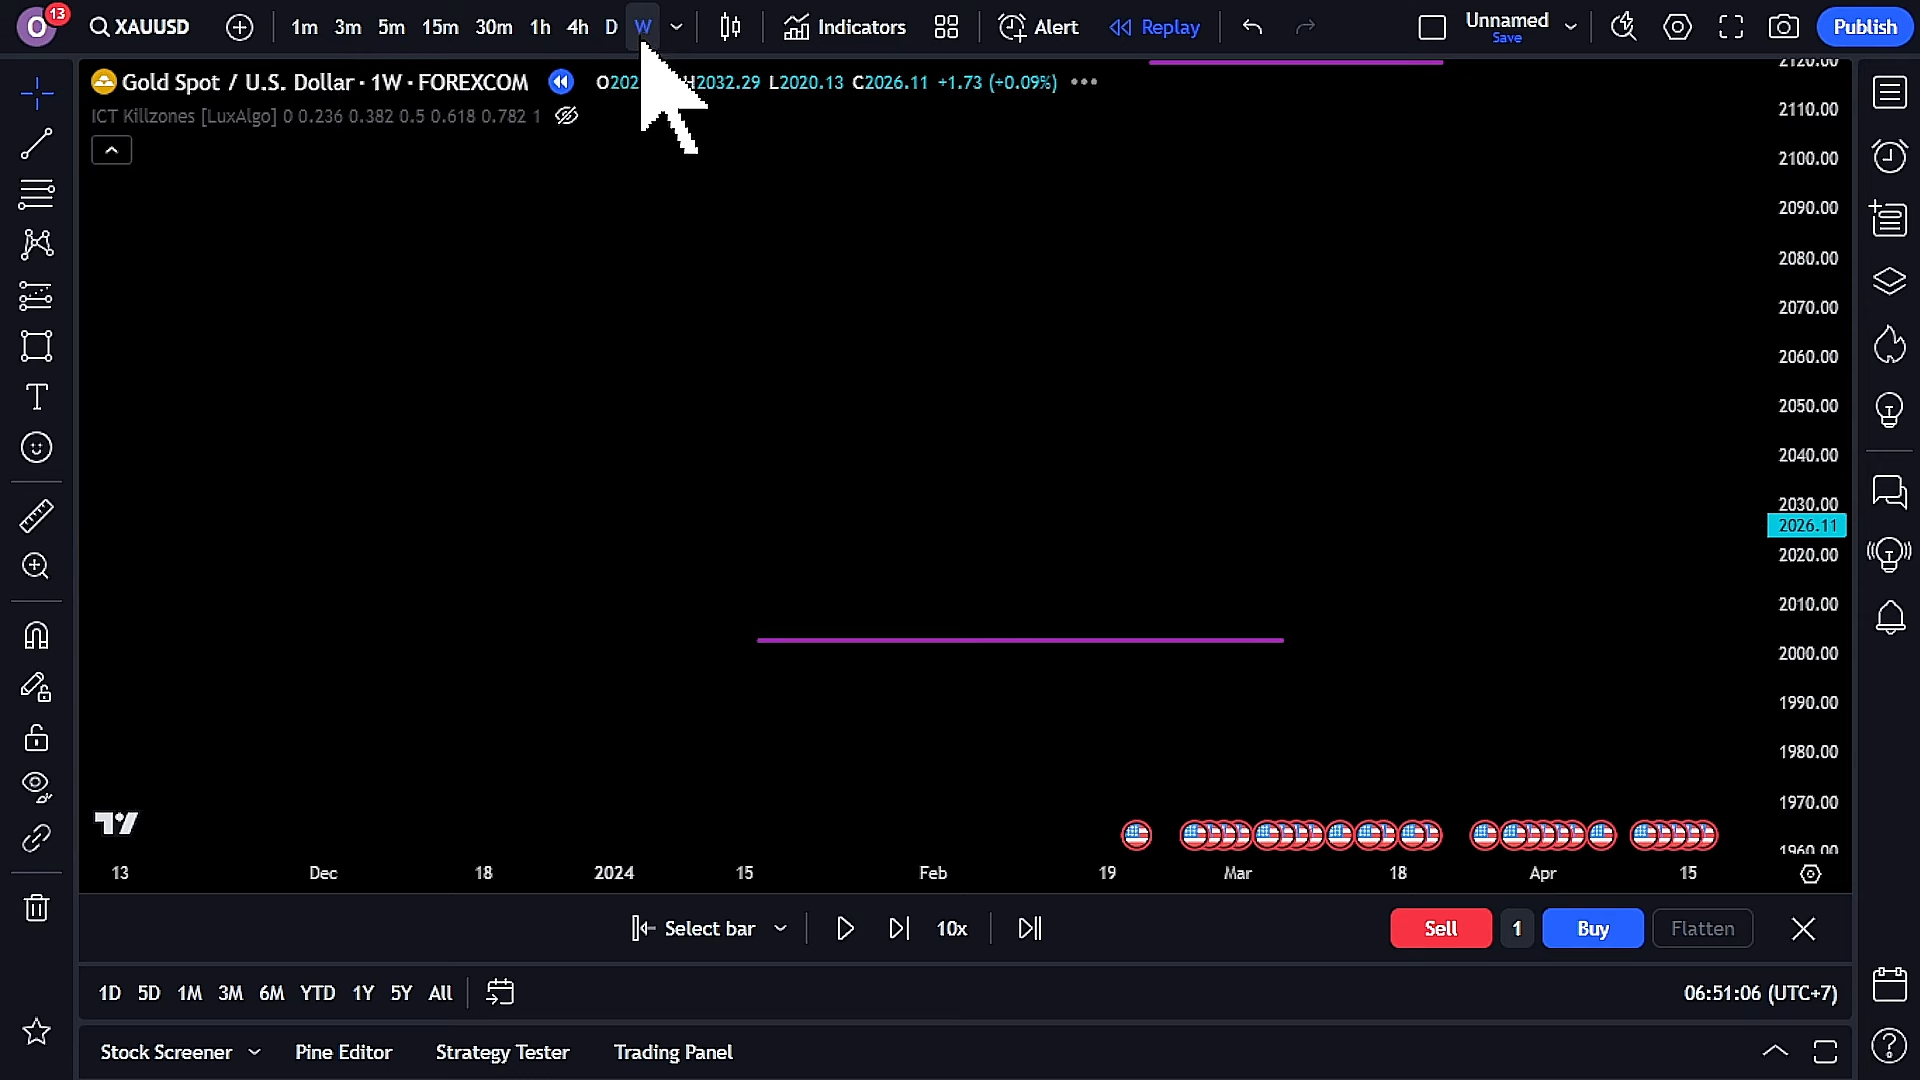 O 13 XAUUSD 1m 3m 5m 15m 30m 1h 4h D W Indicators Alert Replay Unnamed Save Publish
Gold Spot / U.S. Dollar · 1W · FOREXCOM O202 H2032.29 L2020.13 C2026.11 +1.73 (+0.09%)
ICT Killzones [LuxAlgo] 0 0.236 0.382 0.5 0.618 0.782 1
2120.00
2110.00
2100.00
2090.00
2080.00
2070.00
2060.00
2050.00
2040.00
2030.00
2026.11
2020.00
2010.00
2000.00
1990.00
1980.00
1970.00
1960.00
13 Dec 18 2024 15 Feb 19 Mar 18 Apr 15
Select bar 10x Sell 1 Buy Flatten
1D 5D 1M 3M 6M YTD 1Y 5Y All 06:51:06 (UTC+7)
Stock Screener Pine Editor Strategy Tester Trading Panel